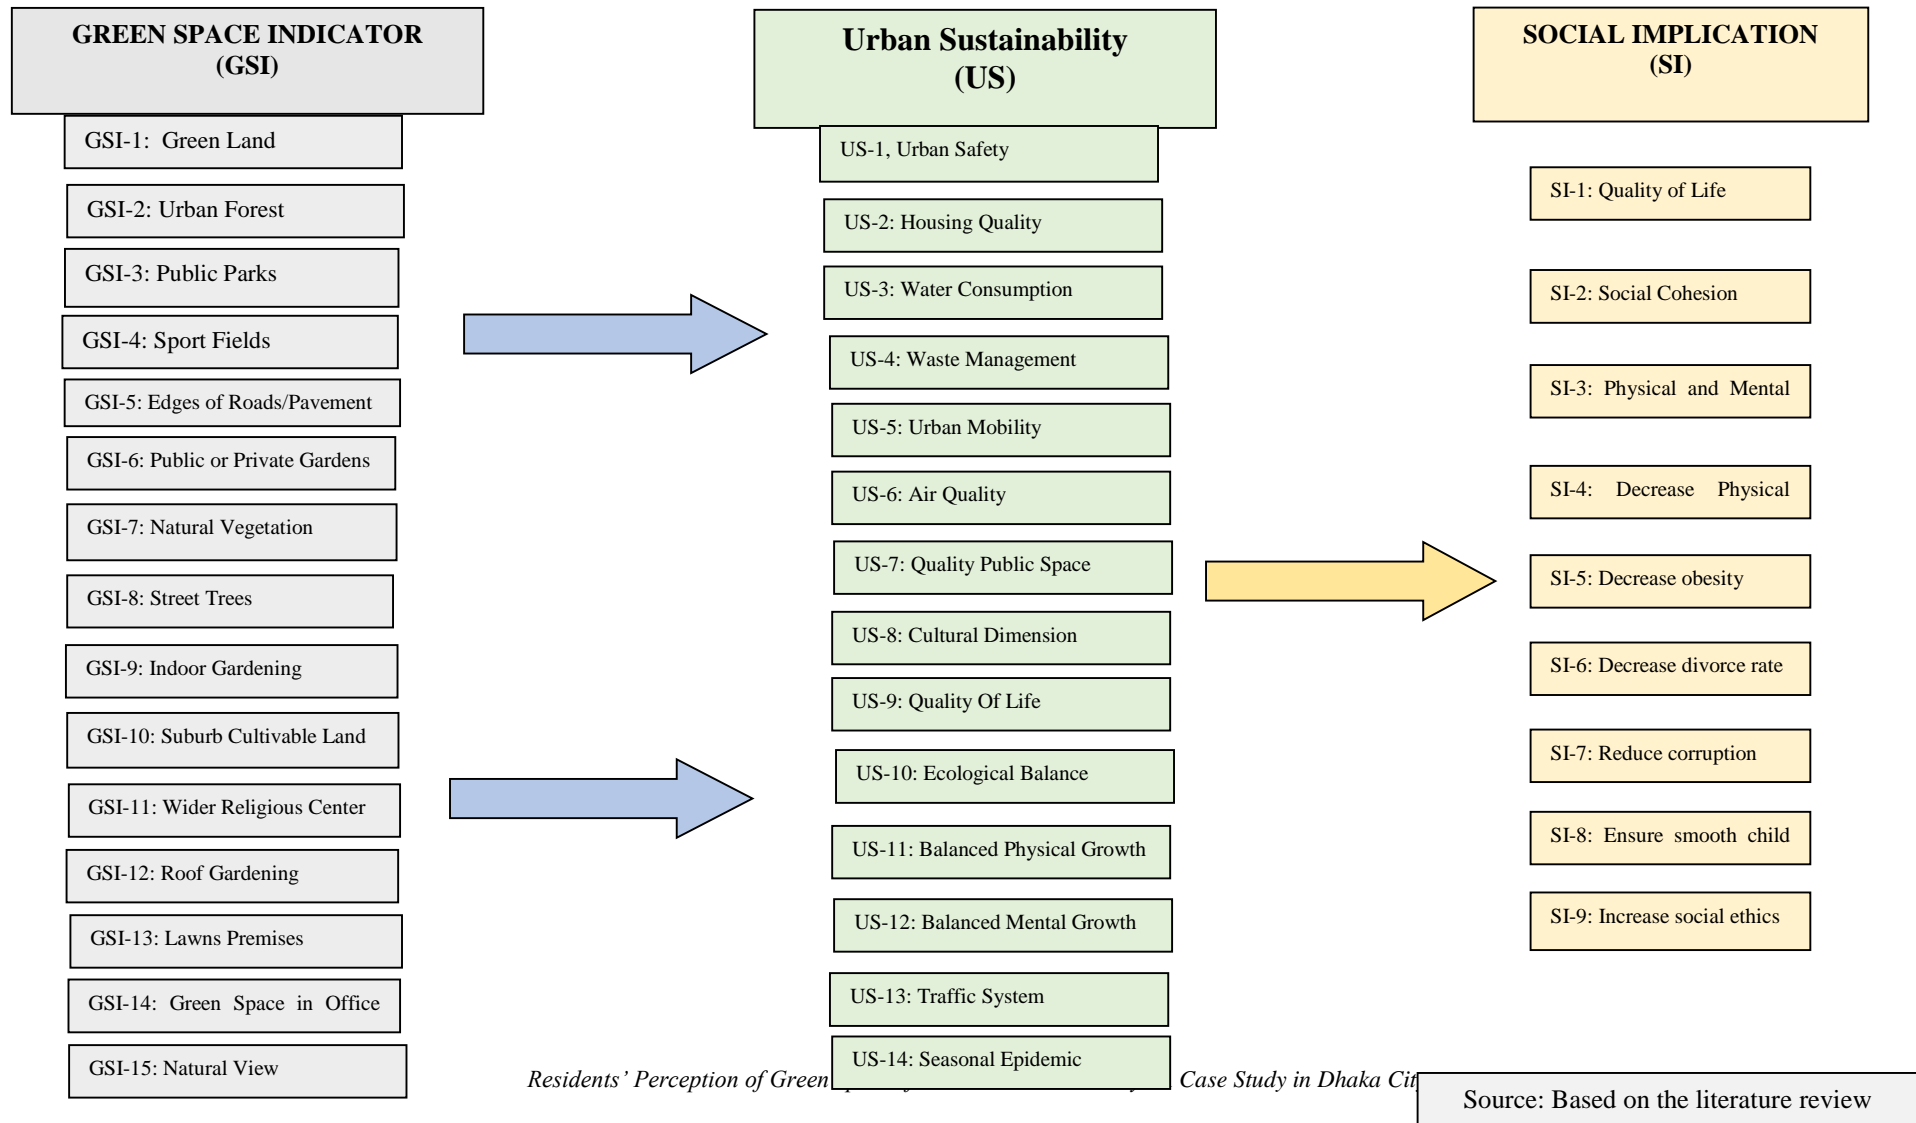 GREEN SPACE INDICATOR
(GSI)
GSI-1: Green Land
GSI-2: Urban Forest
GSI-3: Public Parks
GSI-4: Sport Fields
GSI-5: Edges of Roads/Pavement
GSI-6: Public or Private Gardens
GSI-7: Natural Vegetation
GSI-8: Street Trees
GSI-9: Indoor Gardening
GSI-10: Suburb Cultivable Land
GSI-11: Wider Religious Center
GSI-12: Roof Gardening
GSI-13: Lawns Premises
GSI-14: Green Space in Office
GSI-15: Natural View
Urban Sustainability
(US)
US-1, Urban Safety
US-2: Housing Quality
US-3: Water Consumption
US-4: Waste Management
US-5: Urban Mobility
US-6: Air Quality
US-7: Quality Public Space
US-8: Cultural Dimension
US-9: Quality Of Life
US-10: Ecological Balance
US-11: Balanced Physical Growth
US-12: Balanced Mental Growth
US-13: Traffic System
US-14: Seasonal Epidemic
SOCIAL IMPLICATION
(SI)
SI-1: Quality of Life
SI-2: Social Cohesion
SI-3: Physical and Mental
SI-4: Decrease Physical
SI-5: Decrease obesity
SI-6: Decrease divorce rate
SI-7: Reduce corruption
SI-8: Ensure smooth child
SI-9: Increase social ethics
Residents' Perception of Green Case Study in Dhaka
Source: Based on the literature review